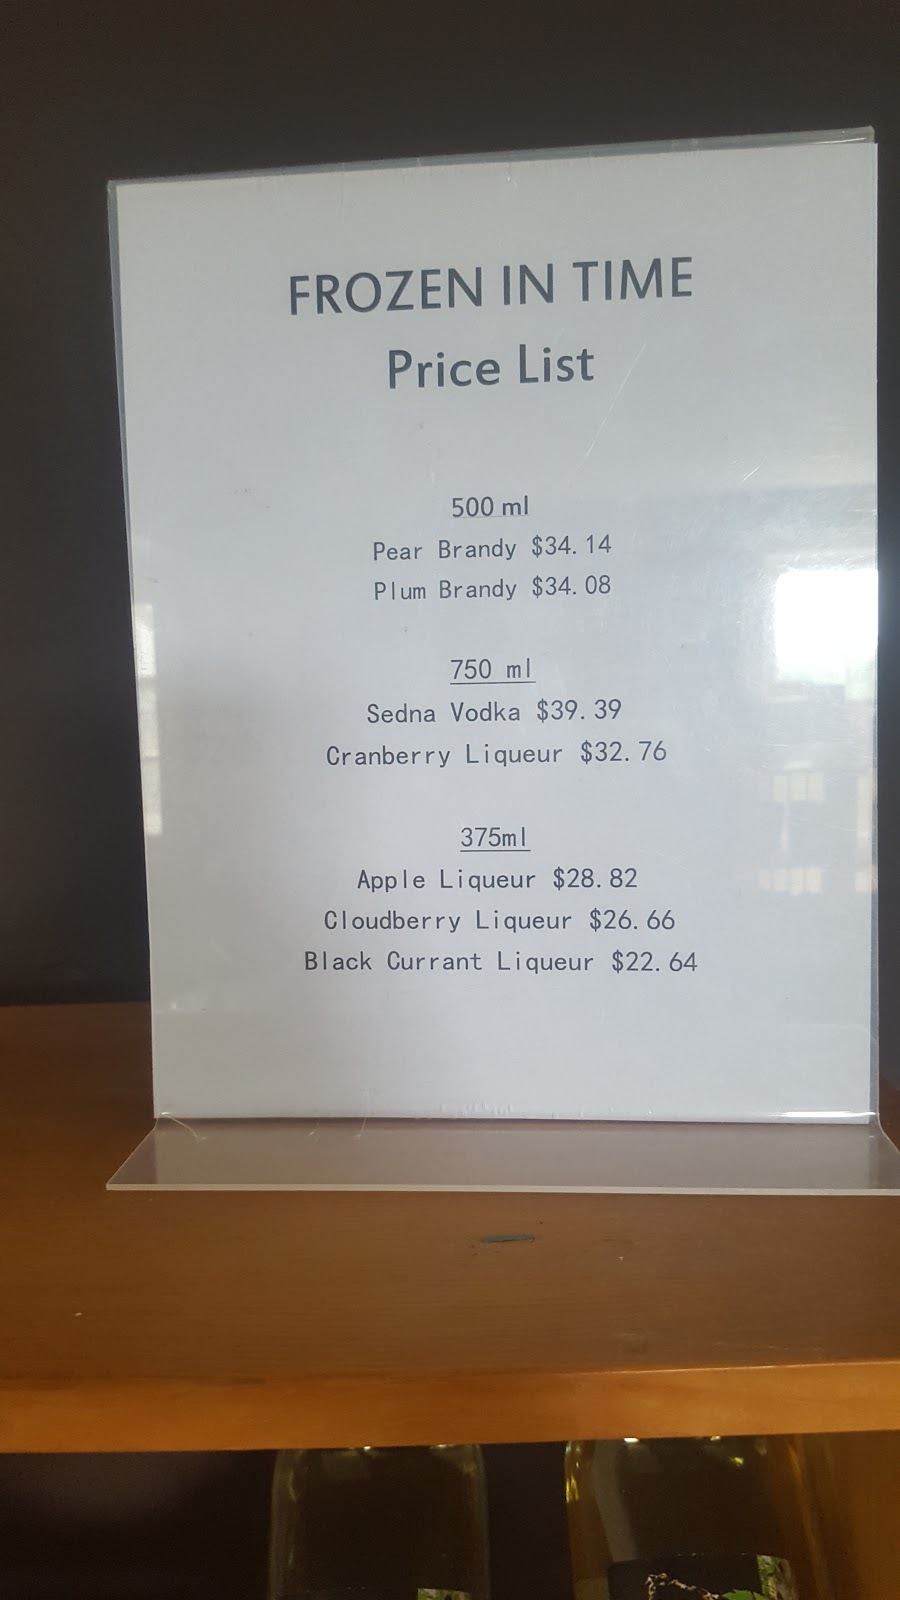 FROZEN IN TIME
Price List
500 ml
Pear Brandy $34.14
Plum Brandy $34.08
750 ml
Sedna Vodka $39.39
Cranberry Liqueur $32.76
375ml
Apple Liqueur $28.82
Cloudberry Liqueur $26.66
Black Currant Liqueur $22.64